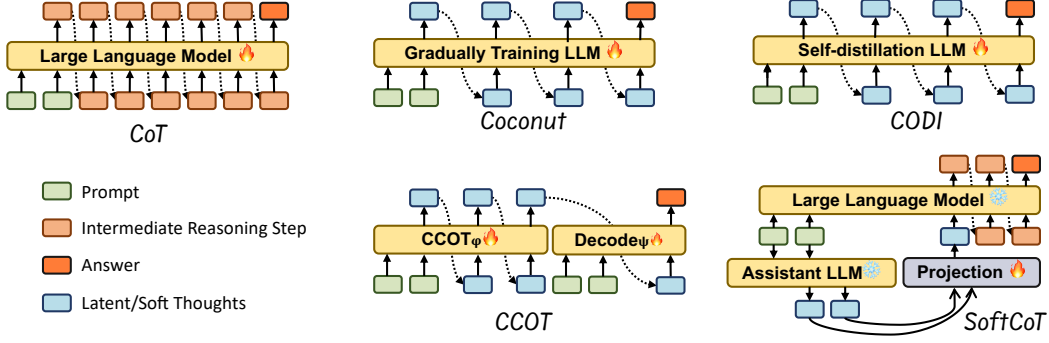 Large Language Model
CoT
Gradually Training LLM
Coconut
Self-distillation LLM
CODI
Prompt
Intermediate Reasoning Step
Answer
Latent/Soft Thoughts
CCOTφ
Decodeψ
CCOT
Large Language Model
Assistant LLM
Projection
SoftCoT